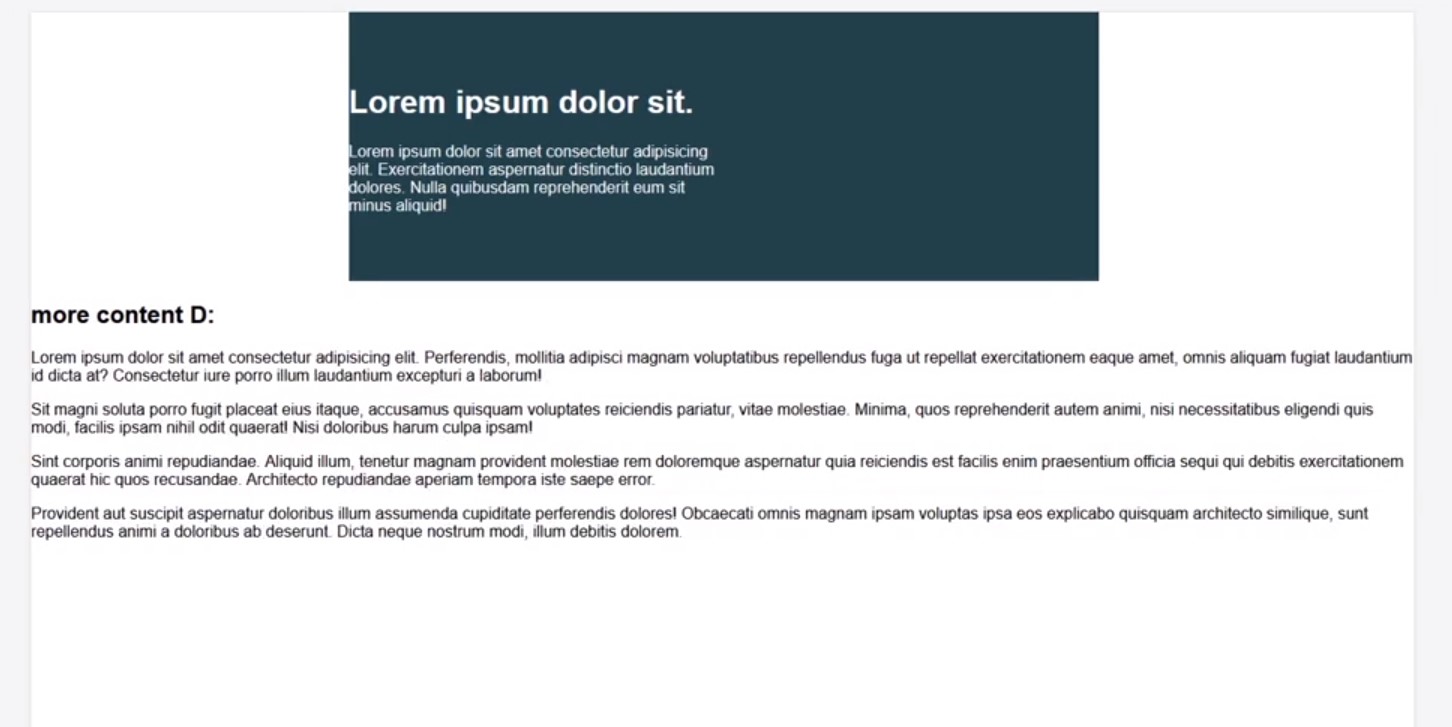 Lorem ipsum dolor sit.
Lorem ipsum dolor sit amet consectetur adipisicing
elit. Exercitationem aspernatur distinctio laudantium
dolores. Nulla quibusdam reprehenderit eum sit
minus aliquid!
more content D:
Lorem ipsum dolor sit amet consectetur adipisicing elit. Perferendis, mollitia adipisci magnam voluptatibus repellendus fuga ut repellat exercitationem eaque amet, omnis aliquam fugiat laudantium
id dicta at? Consectetur iure porro illum laudantium excepturi a laborum!
Sit magni soluta porro fugit placeat eius itaque, accusamus quisquam voluptates reiciendis pariatur, vitae molestiae. Minima, quos reprehenderit autem animi, nisi necessitatibus eligendi quis
modi, facilis ipsam nihil odit quaerat! Nisi doloribus harum culpa ipsam!
Sint corporis animi repudiandae. Aliquid illum, tenetur magnam provident molestiae rem doloremque aspernatur quia reiciendis est facilis enim praesentium officia sequi qui debitis exercitationem
quaerat hic quos recusandae. Architecto repudiandae aperiam tempora iste saepe error.
Provident aut suscipit aspernatur doloribus illum assumenda cupiditate perferendis dolores! Obcaecati omnis magnam ipsam voluptas ipsa eos explicabo quisquam architecto similique, sunt
repellendus animi a doloribus ab deserunt. Dicta neque nostrum modi, illum debitis dolorem.